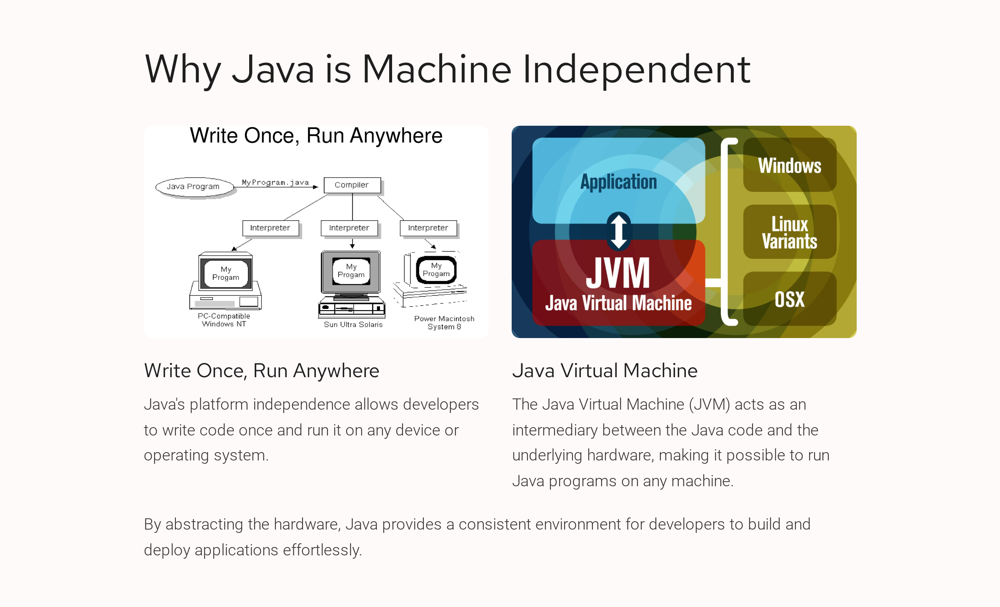 Why Java is Machine Independent
Write Once, Run Anywhere
Java Program
MyProgram.java
Compiler
Interpreter
Interpreter
Interpreter
My
Progam
My
Progam
My
Progam
PC-Compatible
Windows NT
Sun Ultra Solaris
Power Macintosh
System 8
Application
JVM
Java Virtual Machine
Windows
Linux
Variants
OSX
Write Once, Run Anywhere
Java's platform independence allows developers
to write code once and run it on any device or
operating system.
Java Virtual Machine
The Java Virtual Machine (JVM) acts as an
intermediary between the Java code and the
underlying hardware, making it possible to run
Java programs on any machine.
By abstracting the hardware, Java provides a consistent environment for developers to build and
deploy applications effortlessly.